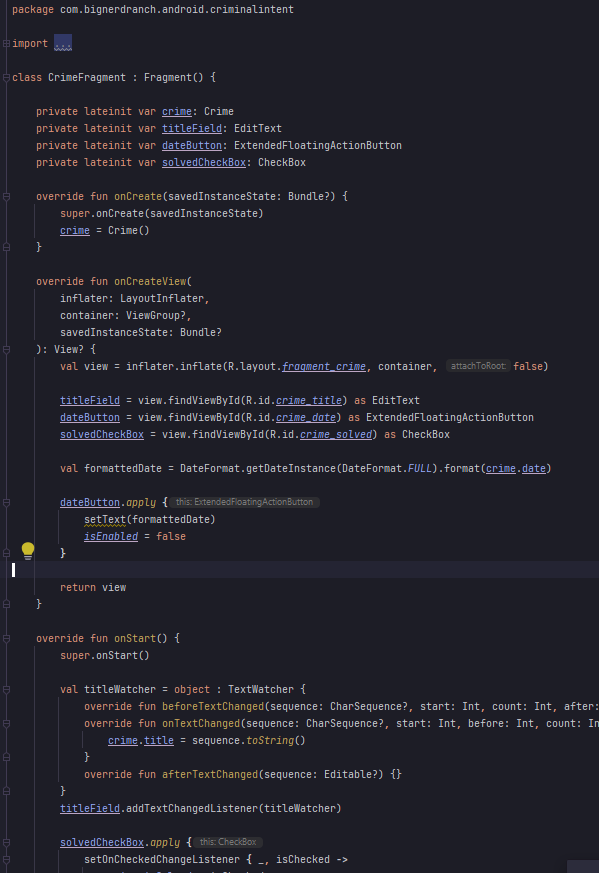 package com.bignerdranch.android.criminalintent
import ...
class CrimeFragment : Fragment() {
private lateinit var crime: Crime
private lateinit var titleField: EditText
private lateinit var dateButton: ExtendedFloatingActionButton
private lateinit var solvedCheckBox: CheckBox
override fun onCreate(savedInstanceState: Bundle?) {
super.onCreate(savedInstanceState)
crime = Crime()
}
override fun onCreateView(
inflater: LayoutInflater,
container: ViewGroup?,
savedInstanceState: Bundle?
): View? {
val view = inflater.inflate(R.layout.fragment_crime, container, attachToRoot: false)
titleField = view.findViewById(R.id.crime_title) as EditText
dateButton = view.findViewById(R.id.crime_date) as ExtendedFloatingActionButton
solvedCheckBox = view.findViewById(R.id.crime_solved) as CheckBox
val formattedDate = DateFormat.getDateInstance(DateFormat.FULL).format(crime.date)
dateButton.apply { this: ExtendedFloatingActionButton
setText(formattedDate)
isEnabled = false
}
return view
}
override fun onStart() {
super.onStart()
val titleWatcher = object : TextWatcher {
override fun beforeTextChanged(sequence: CharSequence?, start: Int, count: Int, after:
override fun onTextChanged(sequence: CharSequence?, start: Int, before: Int, count: In
crime.title = sequence.toString()
}
override fun afterTextChanged(sequence: Editable?) {}
}
titleField.addTextChangedListener(titleWatcher)
solvedCheckBox.apply { this: CheckBox
setOnCheckedChangeListener { _, isChecked ->